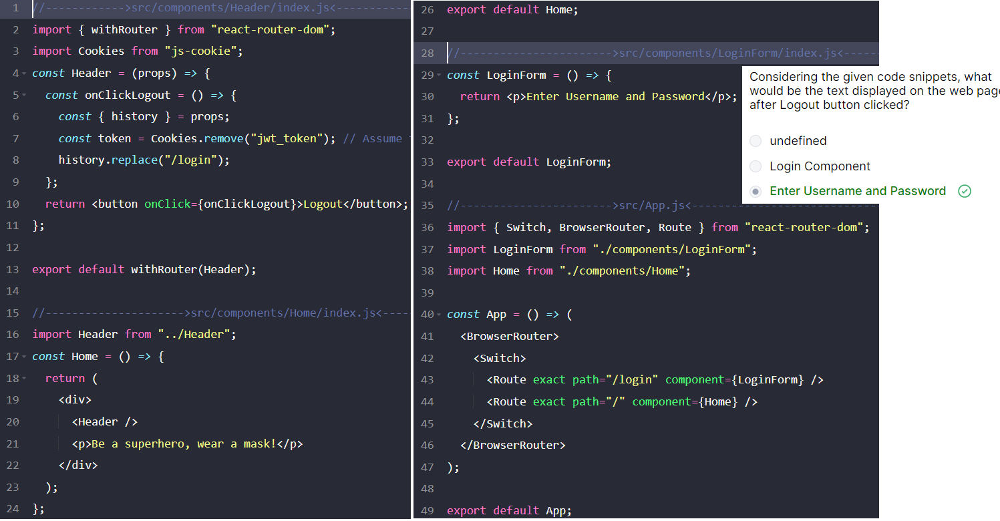 1 //------------>src/components/Header/index.js<-----------
2 import { withRouter } from "react-router-dom";
3 import Cookies from "js-cookie";
4 const Header = (props) => {
5 const onClickLogout = () => {
6 const { history } = props;
7 const token = Cookies.remove("jwt_token"); // Assume
8 history.replace("/login");
9 };
10 return <button onClick={onClickLogout}>Logout</button>;
11 };
12
13 export default withRouter(Header);
14
15 //--------------------->src/components/Home/index.js<----
16 import Header from "../Header";
17 const Home = () => {
18 return (
19 <div>
20 <Header />
21 <p>Be a superhero, wear a mask!</p>
22 </div>
23 );
24 };
26 export default Home;
27
28 //----------------------->src/components/LoginForm/index.js<-----
29 const LoginForm = () => {
30 return <p>Enter Username and Password</p>;
31 };
32
33 export default LoginForm;
34
35 //----------------------->src/App.js<----------------------------
36 import { Switch, BrowserRouter, Route } from "react-router-dom";
37 import LoginForm from "./components/LoginForm";
38 import Home from "./components/Home";
39
40 const App = () => (
41 <BrowserRouter>
42 <Switch>
43 <Route exact path="/login" component={LoginForm} />
44 <Route exact path="/" component={Home} />
45 </Switch>
46 </BrowserRouter>
47 );
48
49 export default App;
Considering the given code snippets, what
would be the text displayed on the web page
after Logout button clicked?
undefined
Login Component
Enter Username and Password